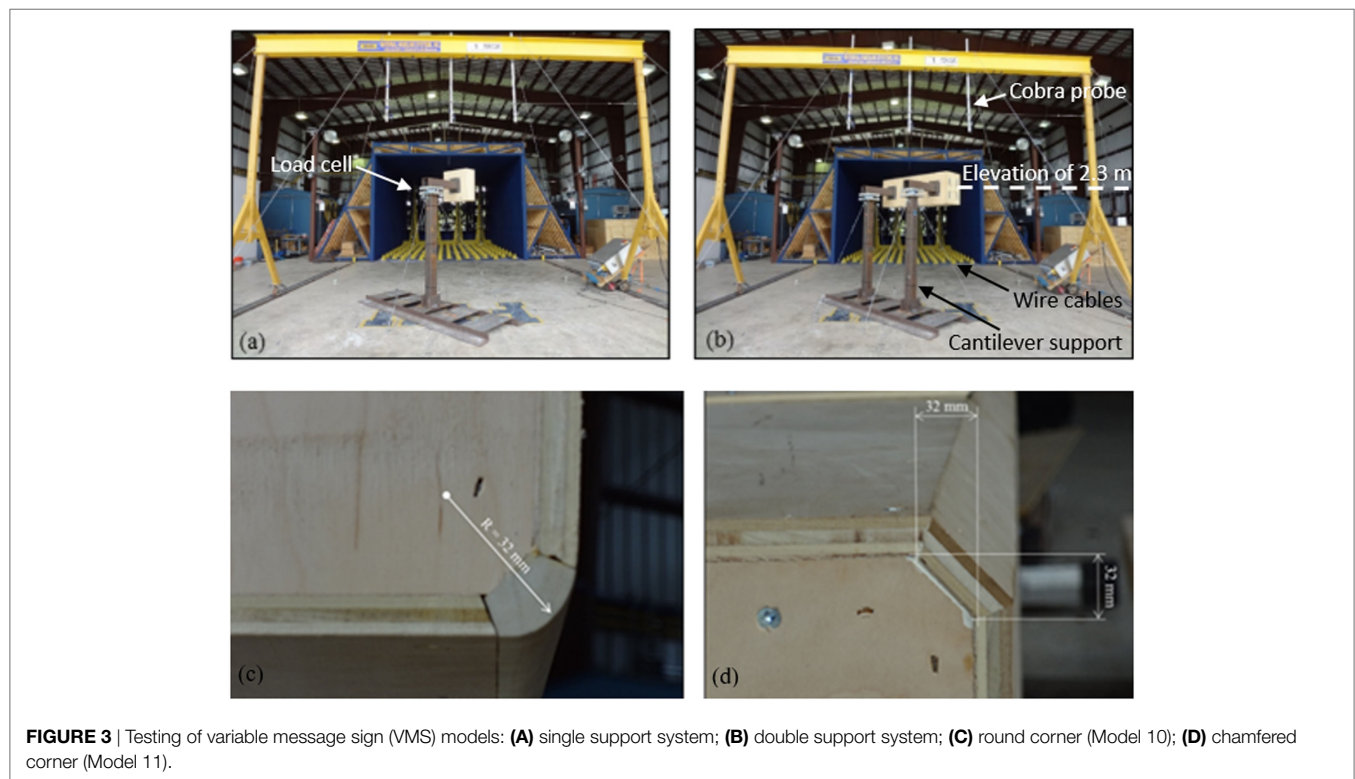 Load cell
(a)
Cobra probe
Elevation of 2.3 m
Wire cables
Cantilever support
(b)
R = 32 mm
(c)
32 mm
32 mm
(d)
FIGURE 3 | Testing of variable message sign (VMS) models: (A) single support system; (B) double support system; (C) round corner (Model 10); (D) chamfered
corner (Model 11).